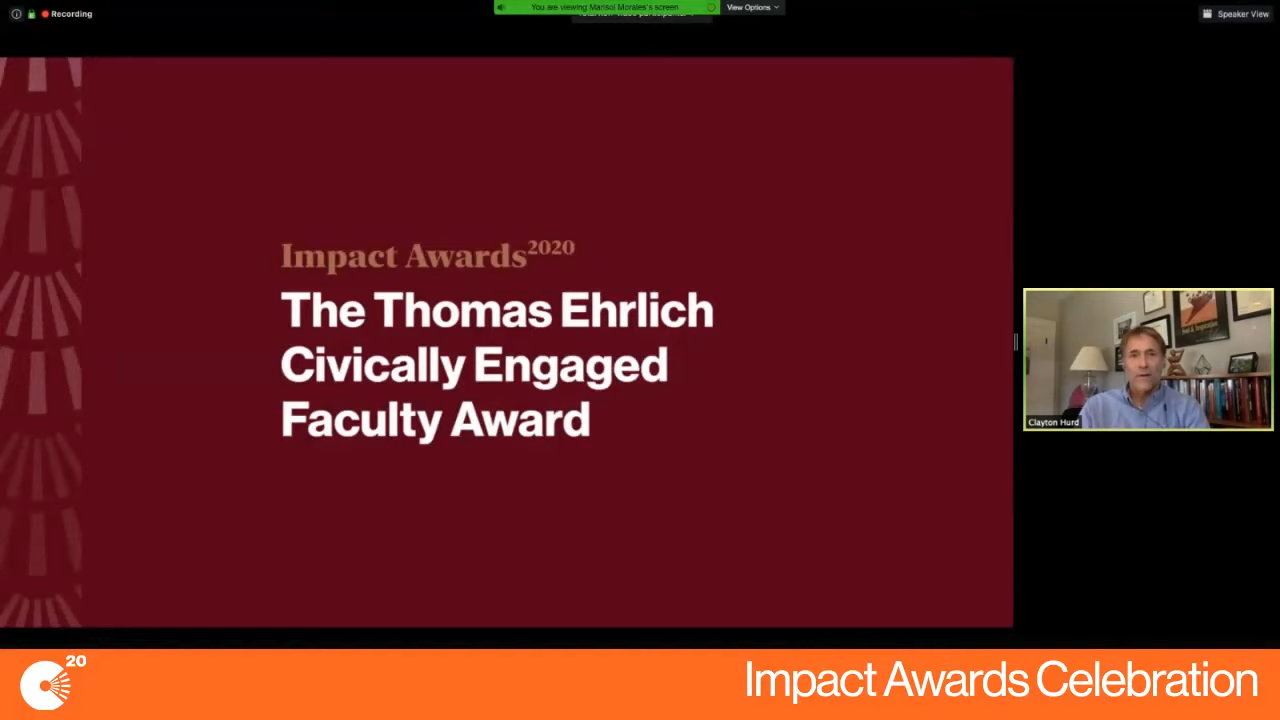 Recording
You are viewing Marisol Morales's screen
View Options
Speaker View
Impact Awards2020
The Thomas Ehrlich
Civically Engaged
Faculty Award
Clayton Hurd
20
Impact Awards Celebration